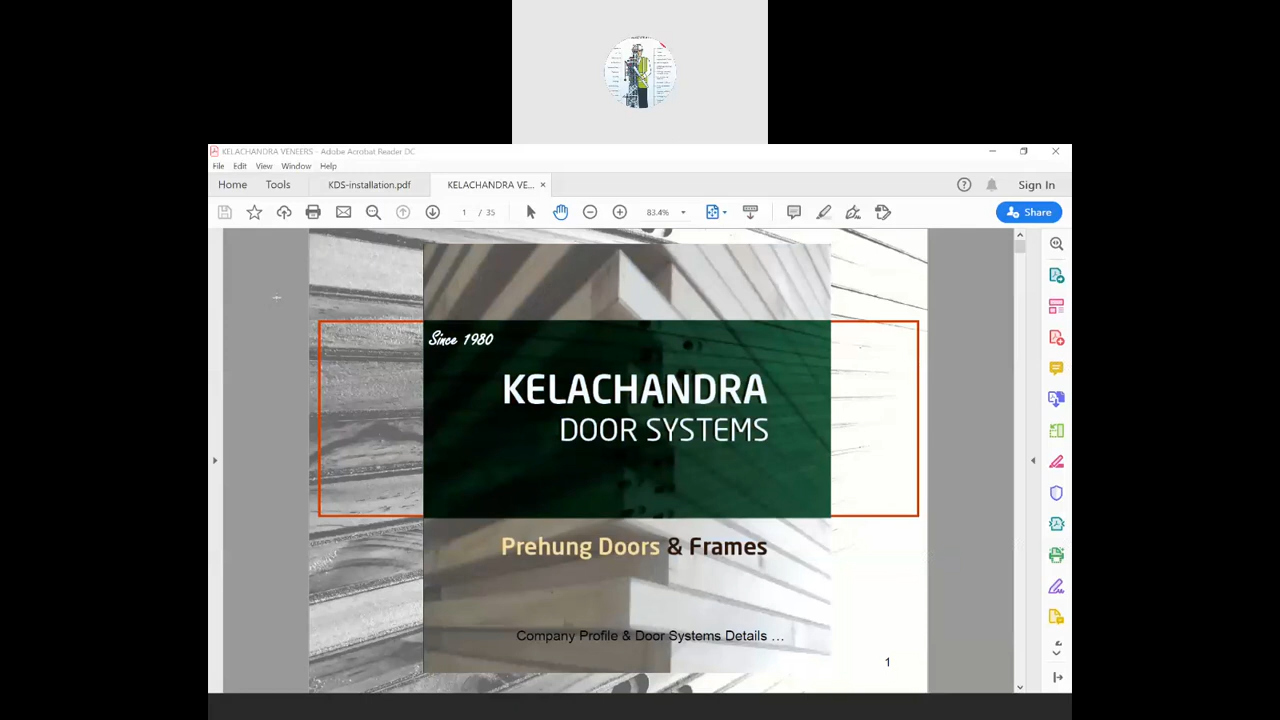 KELACHANDRA VENEERS - Adobe Acrobat Reader DC
File Edit View Window Help
Home Tools KDS-installation.pdf KELACHANDRA VE... Sign In
1 / 35 83.4% Share
Since 1980
KELACHANDRA
DOOR SYSTEMS
Prehung Doors & Frames
Company Profile & Door Systems Details ...
1